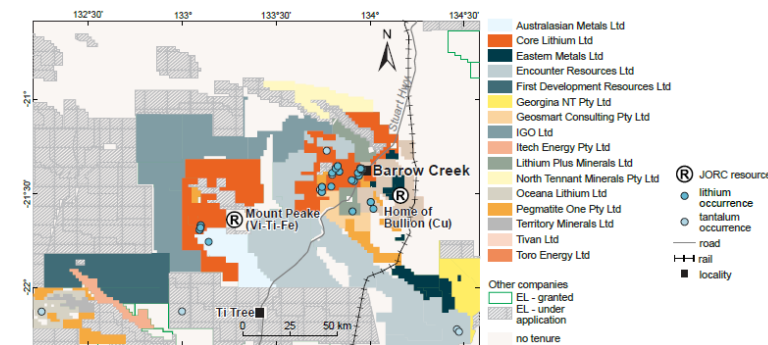 132°30'
133°
133°30'
134°
134°30'
N
Stuart Hwy
-21°
-21°30'
-22°
Barrow Creek
R
R
Mount Peake
(Vi-Ti-Fe)
Home of
Bullion (Cu)
Ti Tree
0 25 50 km
Australasian Metals Ltd
Core Lithium Ltd
Eastern Metals Ltd
Encounter Resources Ltd
First Development Resources Ltd
Georgina NT Pty Ltd
Geosmart Consulting Pty Ltd
IGO Ltd
Itech Energy Pty Ltd
Lithium Plus Minerals Ltd
North Tennant Minerals Pty Ltd
Oceana Lithium Ltd
Pegmatite One Pty Ltd
Territory Minerals Ltd
Tivan Ltd
Toro Energy Ltd
Other companies
EL - granted
EL - under
application
no tenure
R JORC resource
lithium
occurrence
tantalum
occurrence
road
rail
locality